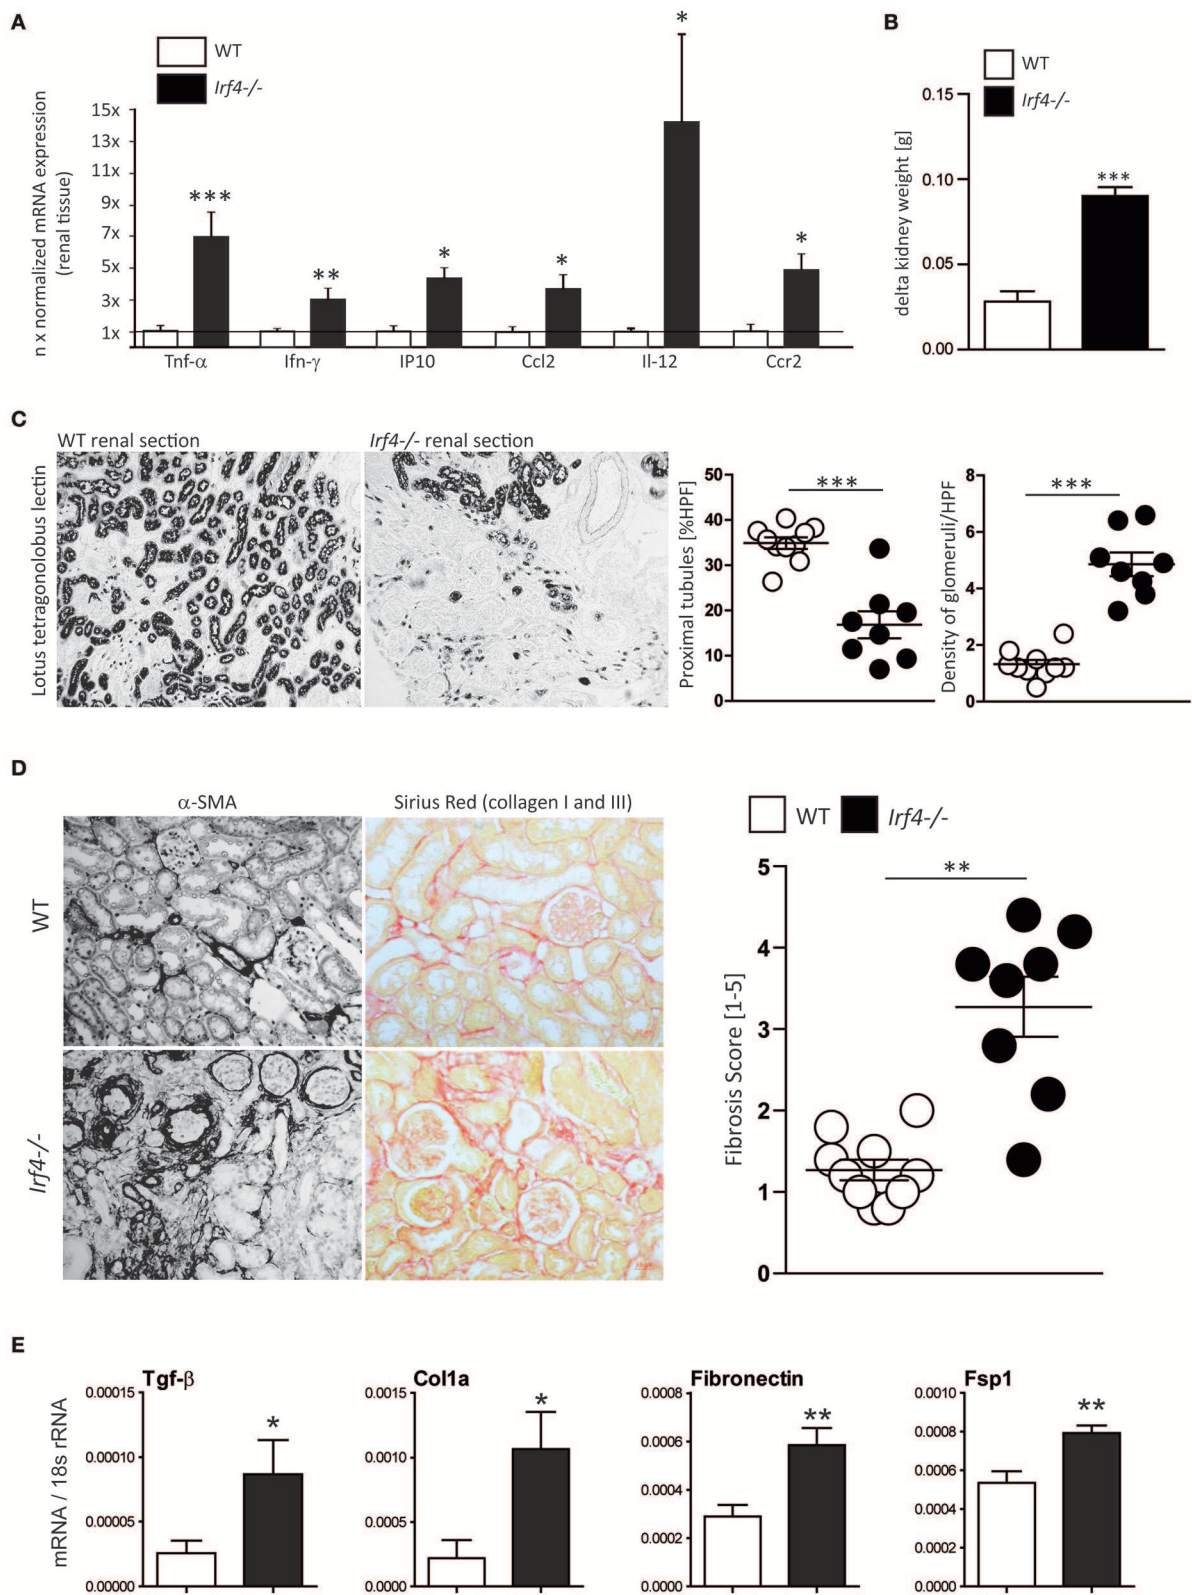 A
WT
Irf4-/-
n x normalized mRNA expression
(renal tissue)
15x
13x
11x
9x
7x
5x
3x
1x
***
**
*
*
*
*
Tnf-α
Ifn-γ
IP10
Ccl2
Il-12
Ccr2
B
WT
Irf4-/-
delta kidney weight [g]
0.15
0.10
0.05
0.00
***
C
WT renal section
Irf4-/- renal section
Lotus tetragonolobus lectin
Proximal tubules [%HPF]
50
40
30
20
10
0
***
Density of glomeruli/HPF
8
6
4
2
0
***
D
α-SMA
Sirius Red (collagen I and III)
WT
Irf4-/-
WT
Irf4-/-
Fibrosis Score [1-5]
5
4
3
2
1
0
**
E
mRNA / 18s rRNA
Tgf-β
0.00015
0.00010
0.00005
0.00000
*
Col1a
0.0015
0.0010
0.0005
0.0000
*
Fibronectin
0.0008
0.0006
0.0004
0.0002
0.0000
**
Fsp1
0.0010
0.0008
0.0006
0.0004
0.0002
0.0000
**